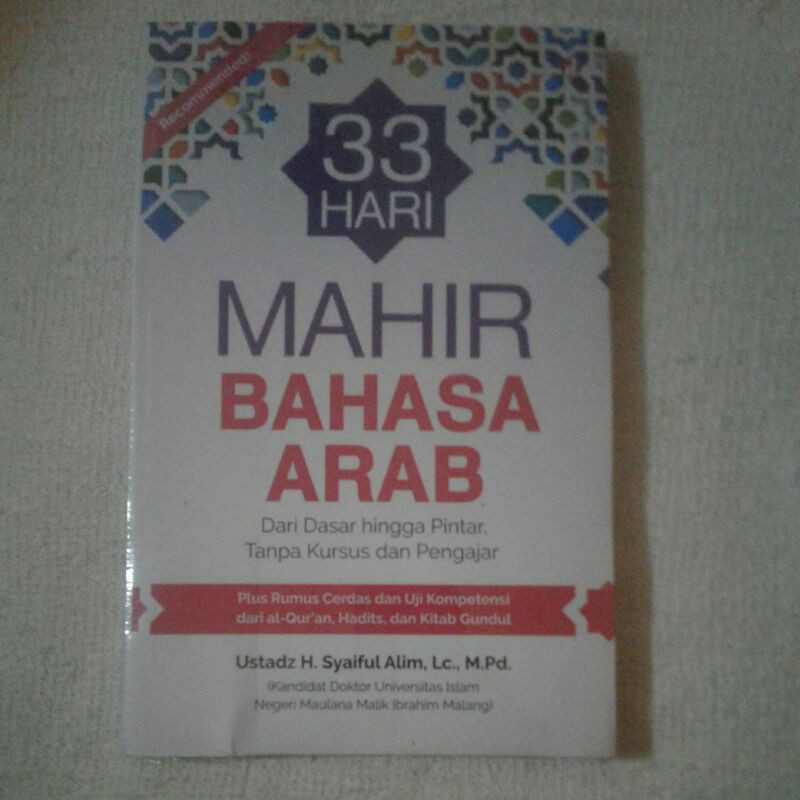 Recommended!
33
HARI
MAHIR
BAHASA
ARAB
Dari Dasar hingga Pintar,
Tanpa Kursus dan Pengajar
Plus Rumus Cerdas dan Uji Kompetensi
dari al-Qur'an, Hadits, dan Kitab Gundul
Ustadz H. Syaiful Alim, Lc., M.Pd.
(Kandidat Doktor Universitas Islam
Negeri Maulana Malik Ibrahim Malang)